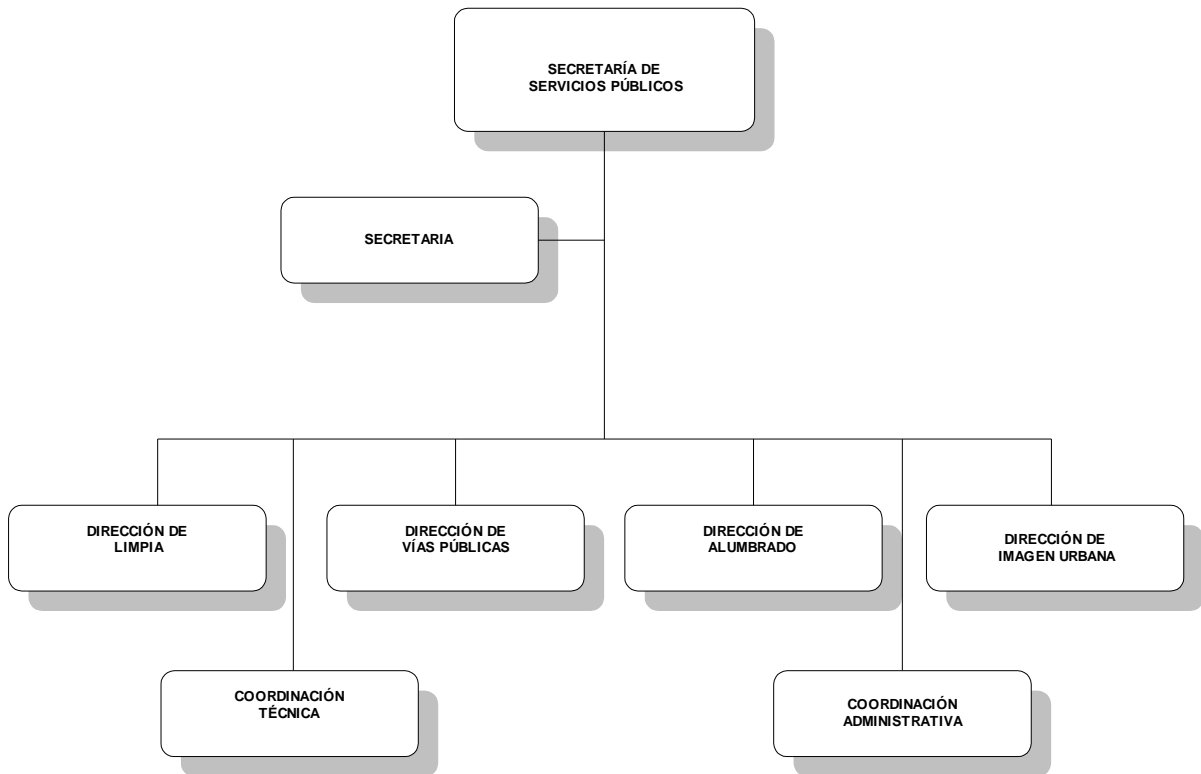 SECRETARÍA DE
SERVICIOS PÚBLICOS
SECRETARIA
DIRECCIÓN DE
LIMPIA
DIRECCIÓN DE
VÍAS PÚBLICAS
DIRECCIÓN DE
ALUMBRADO
DIRECCIÓN DE
IMAGEN URBANA
COORDINACIÓN
TÉCNICA
COORDINACIÓN
ADMINISTRATIVA